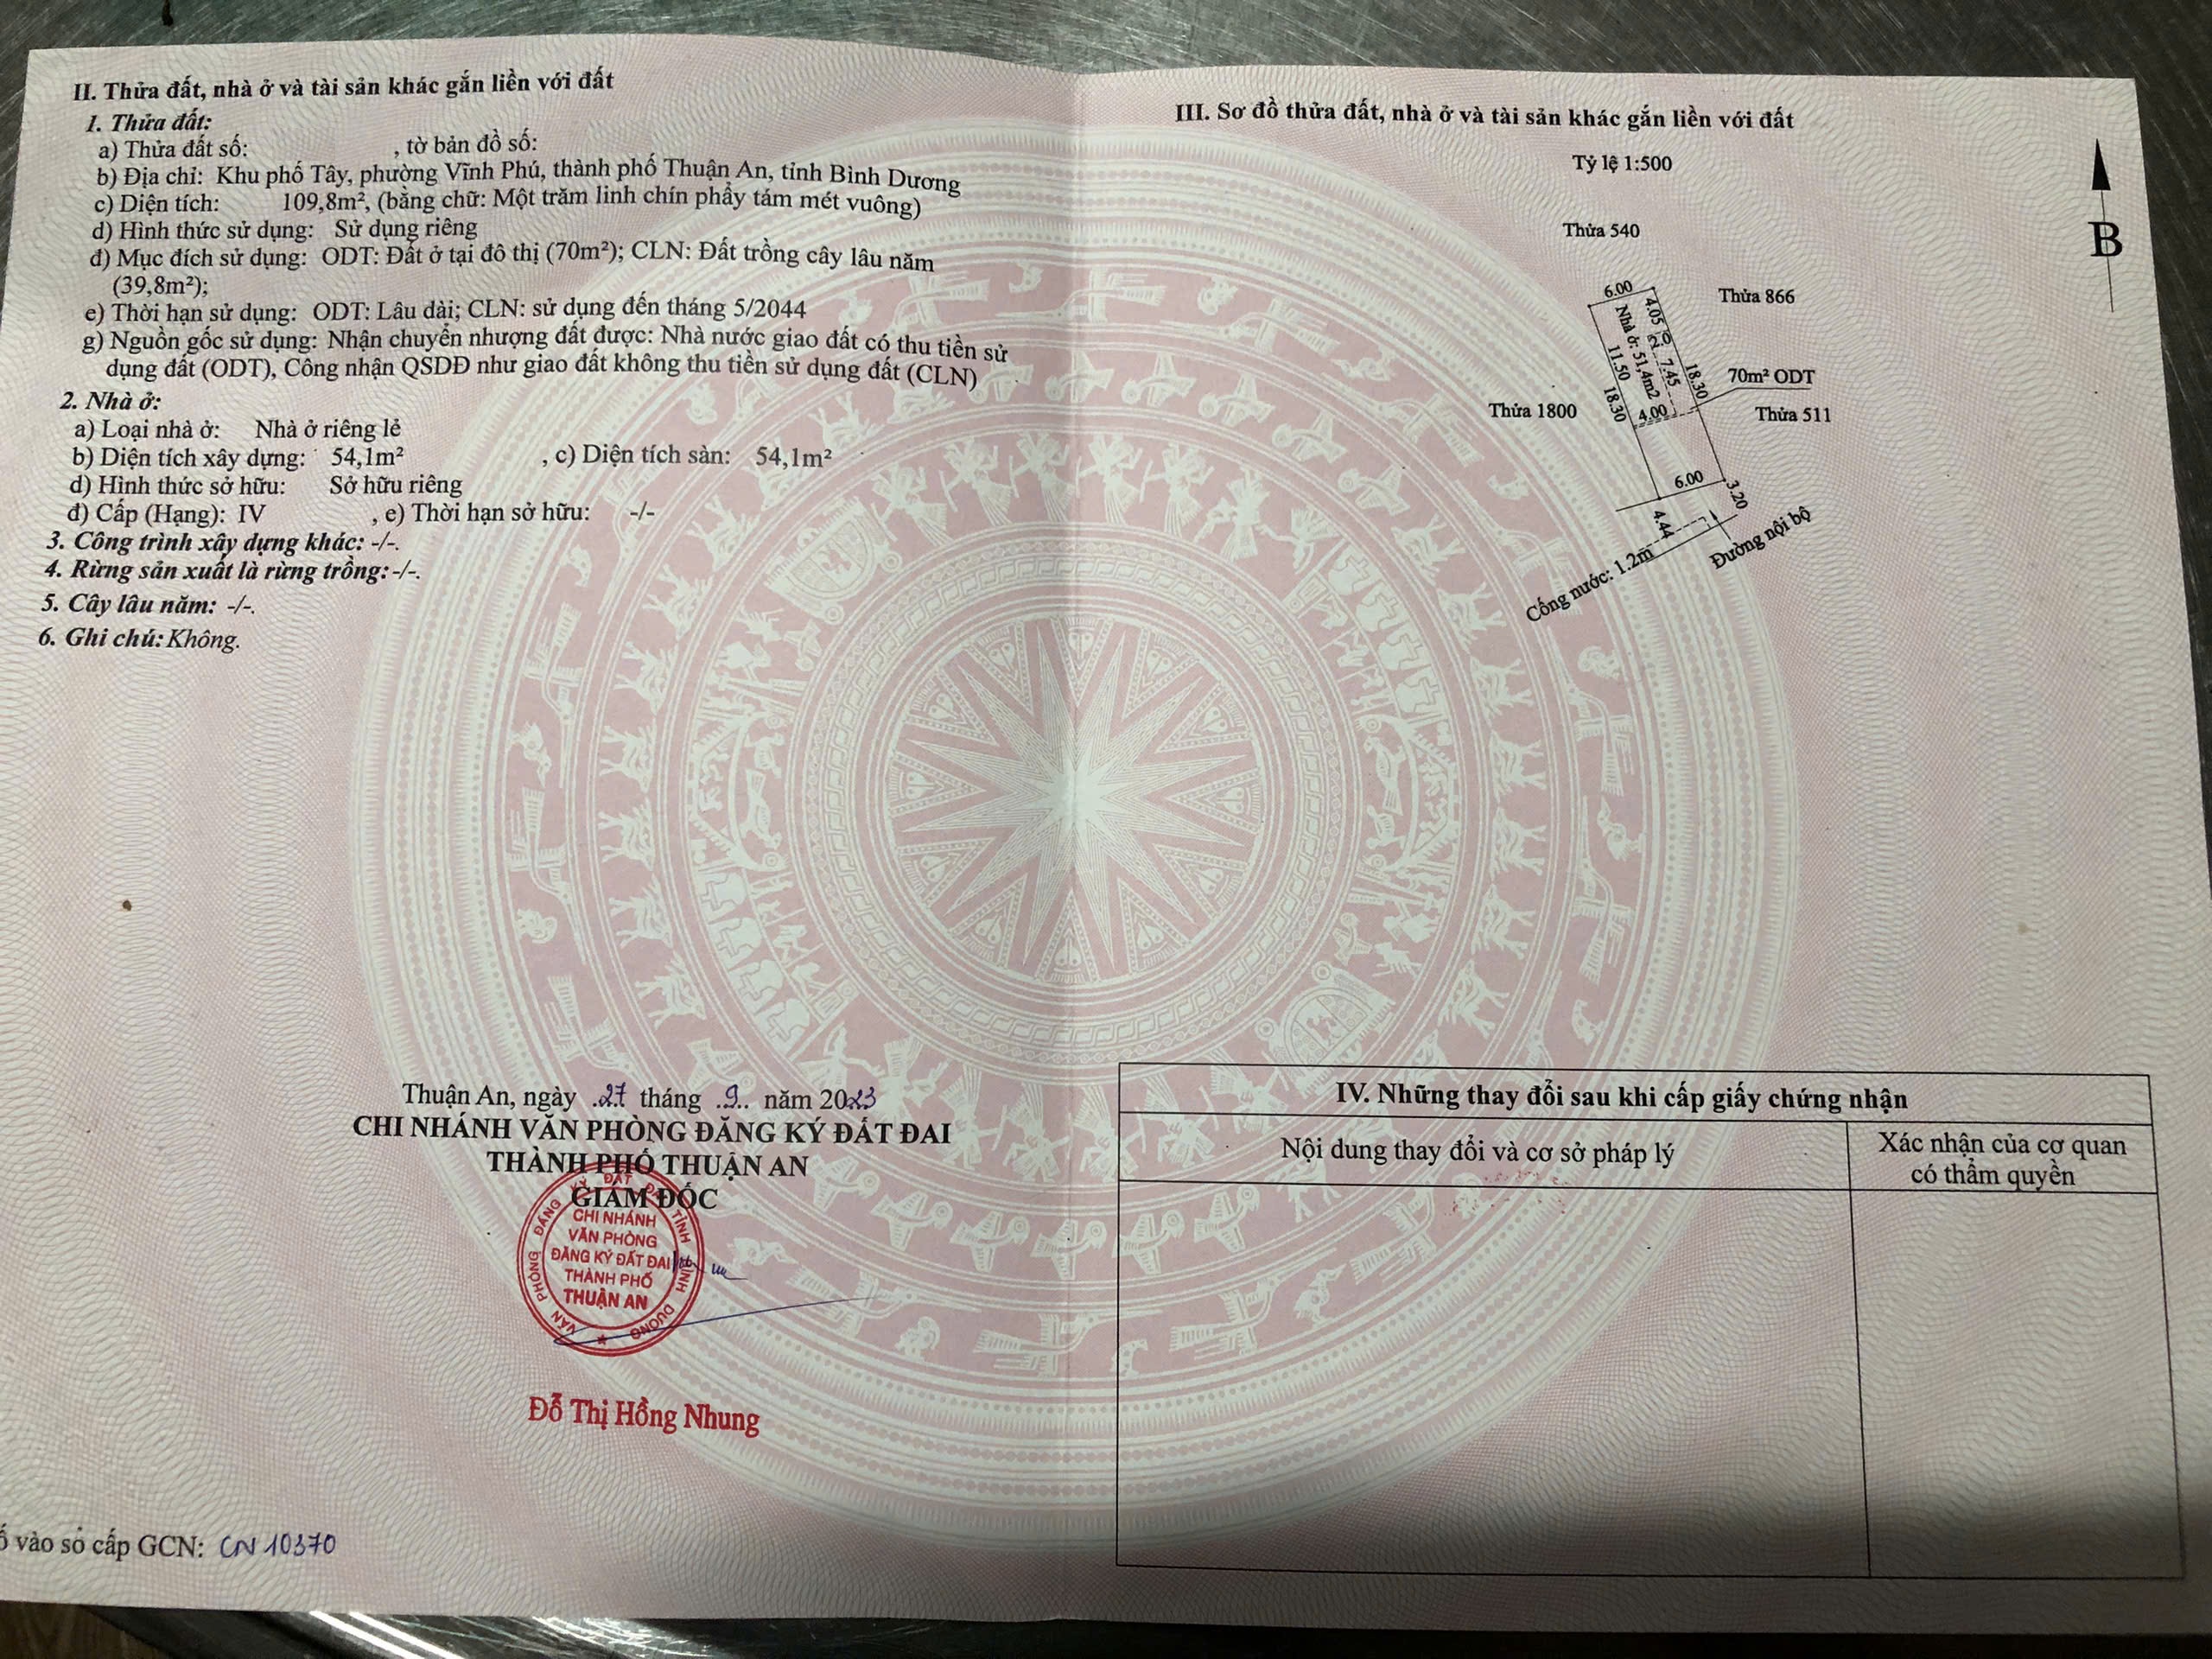 II. Thửa đất, nhà ở và tài sản khác gắn liền với đất
1. Thửa đất:
a) Thửa đất số: , tờ bản đồ số:
b) Địa chỉ: Khu phố Tây, phường Vĩnh Phú, thành phố Thuận An, tỉnh Bình Dương
c) Diện tích: 109,8m², (bằng chữ: Một trăm linh chín phẩy tám mét vuông)
d) Hình thức sử dụng: Sử dụng riêng
đ) Mục đích sử dụng: ODT: Đất ở tại đô thị (70m²); CLN: Đất trồng cây lâu năm
(39,8m²);
e) Thời hạn sử dụng: ODT: Lâu dài; CLN: sử dụng đến tháng 5/2044
g) Nguồn gốc sử dụng: Nhận chuyển nhượng đất được: Nhà nước giao đất có thu tiền sử
dụng đất (ODT), Công nhận QSDĐ như giao đất không thu tiền sử dụng đất (CLN)
2. Nhà ở:
a) Loại nhà ở: Nhà ở riêng lẻ
b) Diện tích xây dựng: 54,1m² , c) Diện tích sàn: 54,1m²
d) Hình thức sở hữu: Sở hữu riêng
đ) Cấp (Hạng): IV , e) Thời hạn sở hữu: -/-
3. Công trình xây dựng khác: -/-.
4. Rừng sản xuất là rừng trồng: -/-.
5. Cây lâu năm: -/-.
6. Ghi chú: Không.
Thuận An, ngày 27 tháng 9 năm 2023
CHI NHÁNH VĂN PHÒNG ĐĂNG KÝ ĐẤT ĐAI
THÀNH PHỐ THUẬN AN
GIÁM ĐỐC
VĂN PHÒNG ĐĂNG KÝ ĐẤT ĐAI TỈNH BÌNH DƯƠNG
CHI NHÁNH
VĂN PHÒNG
ĐĂNG KÝ ĐẤT ĐAI
THÀNH PHỐ
THUẬN AN
Đỗ Thị Hồng Nhung
ố vào sổ cấp GCN: CN 10370
III. Sơ đồ thửa đất, nhà ở và tài sản khác gắn liền với đất
Tỷ lệ 1:500
B
Thửa 540
6.00
Thửa 866
4.05
Nhà ở: 51,4m2
7.45
11.50
18.30
70m² ODT
18.30
4.00
Thửa 1800
Thửa 511
6.00
3.20
4.44
Đường nội bộ
Cống nước: 1.2m
IV. Những thay đổi sau khi cấp giấy chứng nhận
Nội dung thay đổi và cơ sở pháp lý
Xác nhận của cơ quan
có thẩm quyền